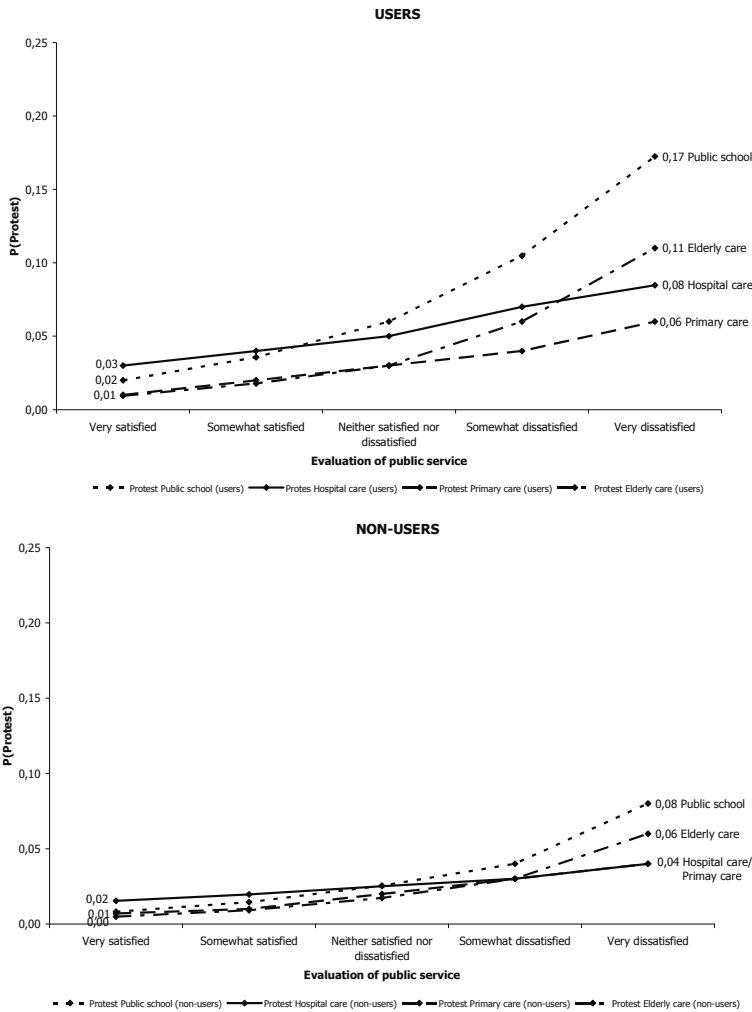 USERS
0,25
0,20
0,15
0,10
0,05
0,00
P(Protest)
0,03
0,02
0,01
0,17 Public school
0,11 Elderly care
0,08 Hospital care
0,06 Primary care
Very satisfied
Somewhat satisfied
Neither satisfied nor
dissatisfied
Somewhat dissatisfied
Very dissatisfied
Evaluation of public service
Protest Public school (users)
Protes Hospital care (users)
Protest Primary care (users)
Protest Elderly care (users)
NON-USERS
0,25
0,20
0,15
0,10
0,05
0,00
P(Protest)
0,02
0,01
0,00
0,08 Public school
0,06 Elderly care
0,04 Hospital care/
Primay care
Very satisfied
Somewhat satisfied
Neither satisfied nor
dissatisfied
Somewhat dissatisfied
Very dissatisfied
Evaluation of public service
Protest Public school (non-users)
Protest Hospital care (non-users)
Protest Primary care (non-users)
Protest Elderly care (non-users)